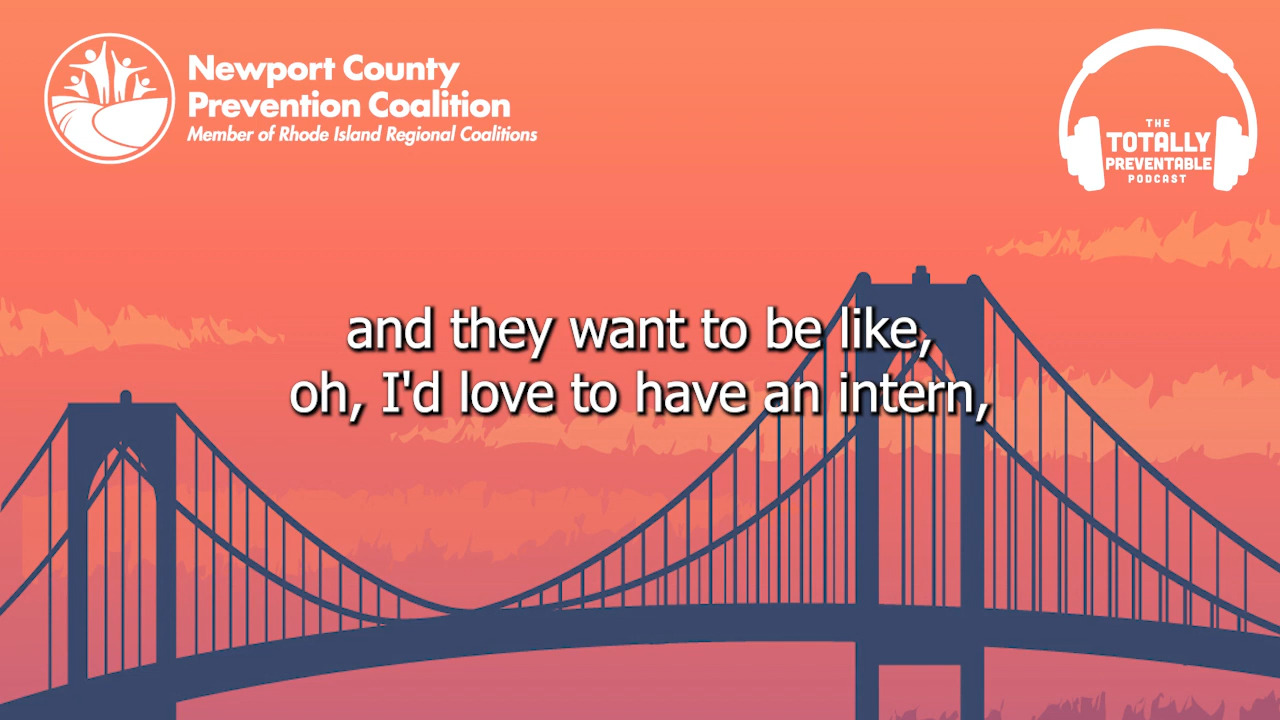 Newport County
Prevention Coalition
Member of Rhode Island Regional Coalitions
THE
TOTALLY
PREVENTABLE
PODCAST
and they want to be like,
oh, I'd love to have an intern,